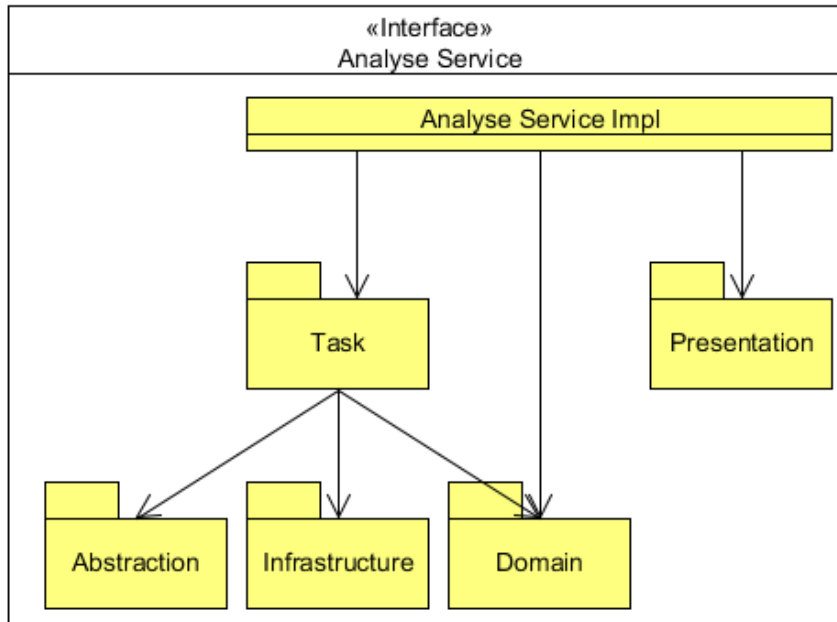 «Interface»
Analyse Service
Analyse Service Impl
Task
Presentation
Abstraction
Infrastructure
Domain